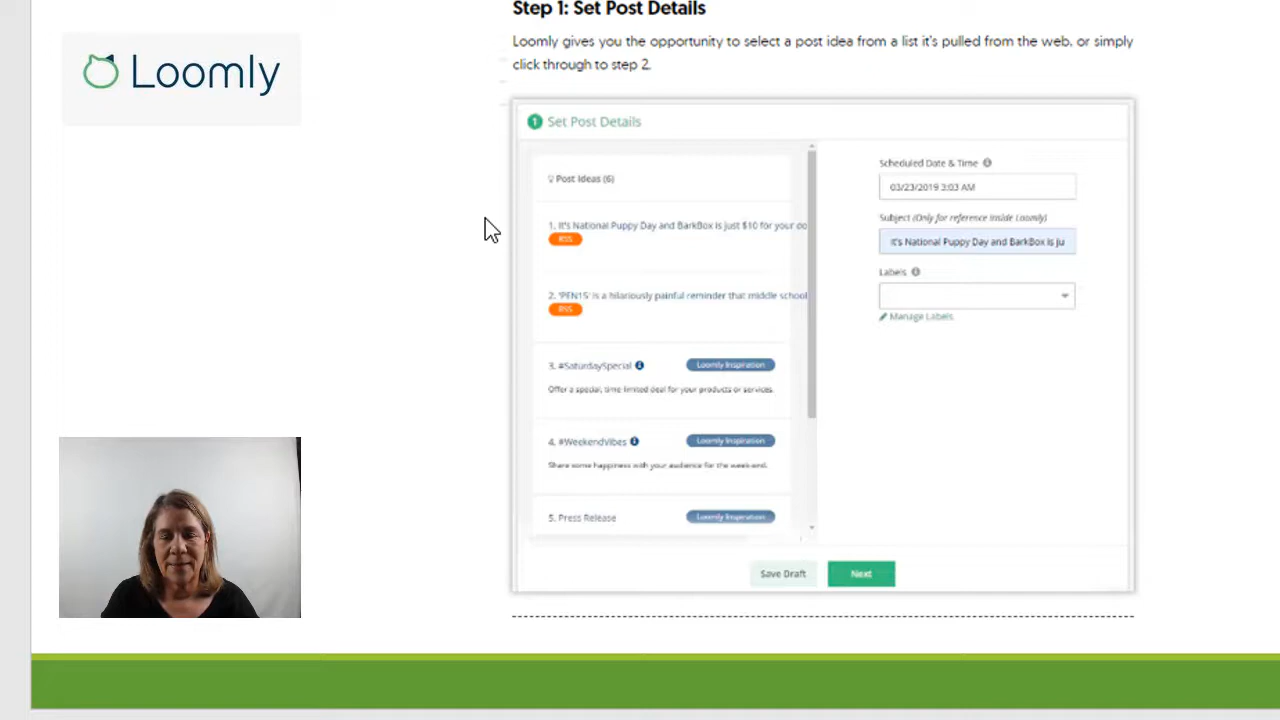 Step 1: Set Post Details
Loomly gives you the opportunity to select a post idea from a list it's pulled from the web, or simply
click through to step 2.
Loomly
1 Set Post Details
Post Ideas (6)
1. It's National Puppy Day and BarkBox is just $10 for your do
RSS
2. 'PEN15' is a hilariously painful reminder that middle school
RSS
3. #SaturdaySpecial Loomly Inspiration
Offer a special, time limited deal for your products or services.
4. #WeekendVibes Loomly Inspiration
Share some happiness with your audience for the week-end.
5. Press Release Loomly Inspiration
Scheduled Date & Time
03/23/2019 3:03 AM
Subject (Only for reference inside Loomly)
It's National Puppy Day and BarkBox is ju
Labels
Manage Labels
Save Draft Next